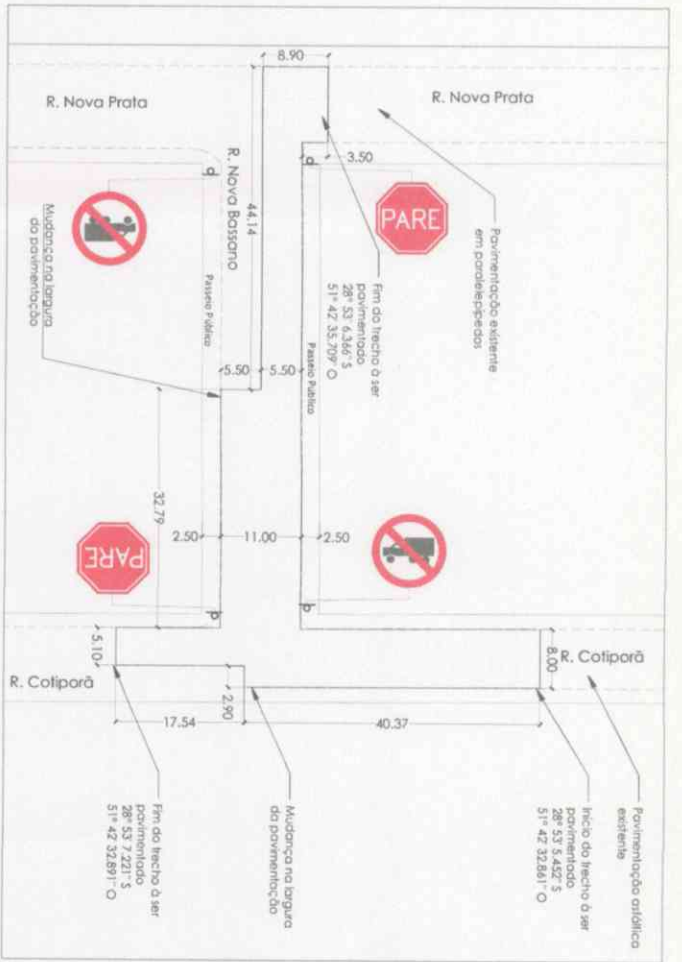 8.90
R. Nova Prata
R. Nova Prata
3.50
44.14
R. Nova Bassano
PARE
Pavimentação existente
em paralelepípedos
Fim do trecho à ser
pavimentado
28° 53' 6.366" S
51° 42' 35.709" O
Passeio Público
Passeio Público
Mudança na largura
da pavimentação
5.50
5.50
32.79
2.50
11.00
2.50
PARE
5.10
8.00
R. Cotiporã
R. Cotiporã
2.90
17.54
40.37
Pavimentação asfáltica
existente
Início do trecho à ser
pavimentado
28° 53' 5.452" S
51° 42' 32.861" O
Mudança na largura
da pavimentação
Fim do trecho à ser
pavimentado
28° 53' 7.221" S
51° 42' 32.891" O